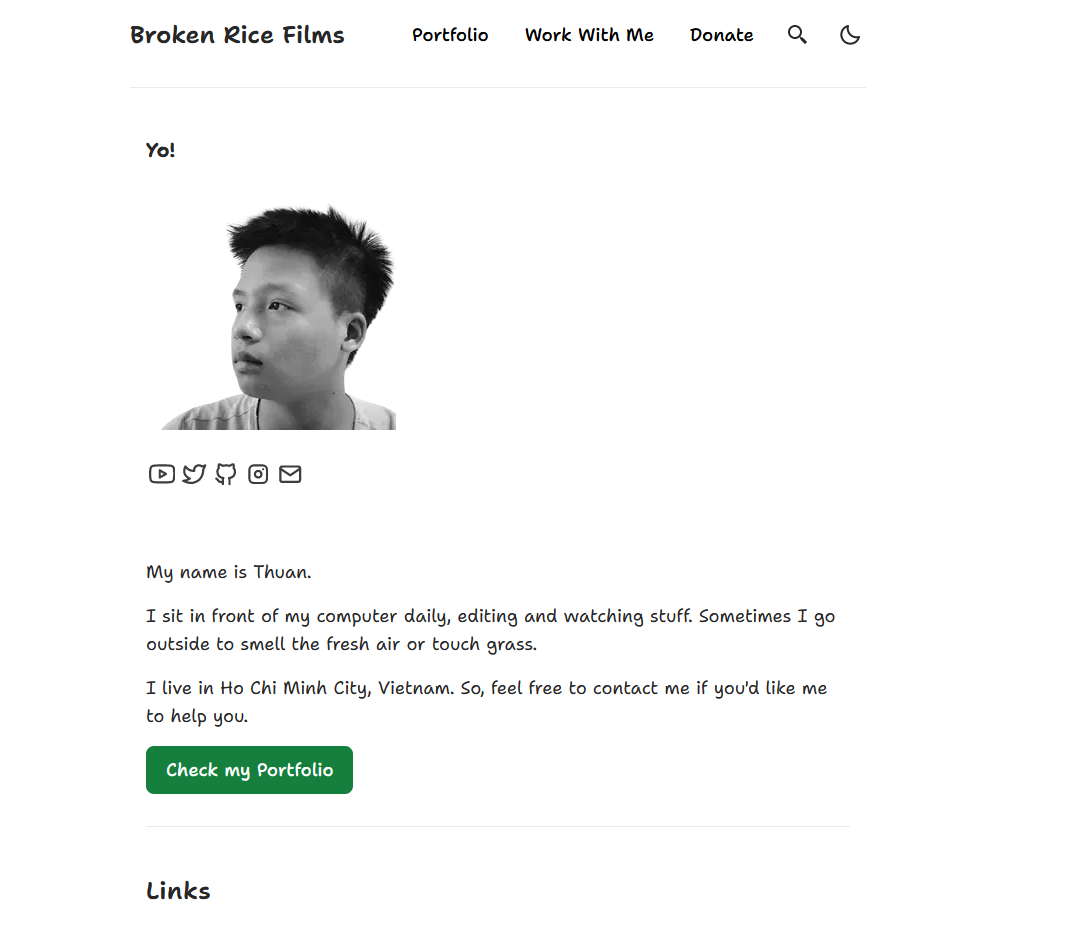 Broken Rice Films Portfolio Work With Me Donate
Yo!
My name is Thuan.
I sit in front of my computer daily, editing and watching stuff. Sometimes I go
outside to smell the fresh air or touch grass.
I live in Ho Chi Minh City, Vietnam. So, feel free to contact me if you'd like me
to help you.
Check my Portfolio
Links